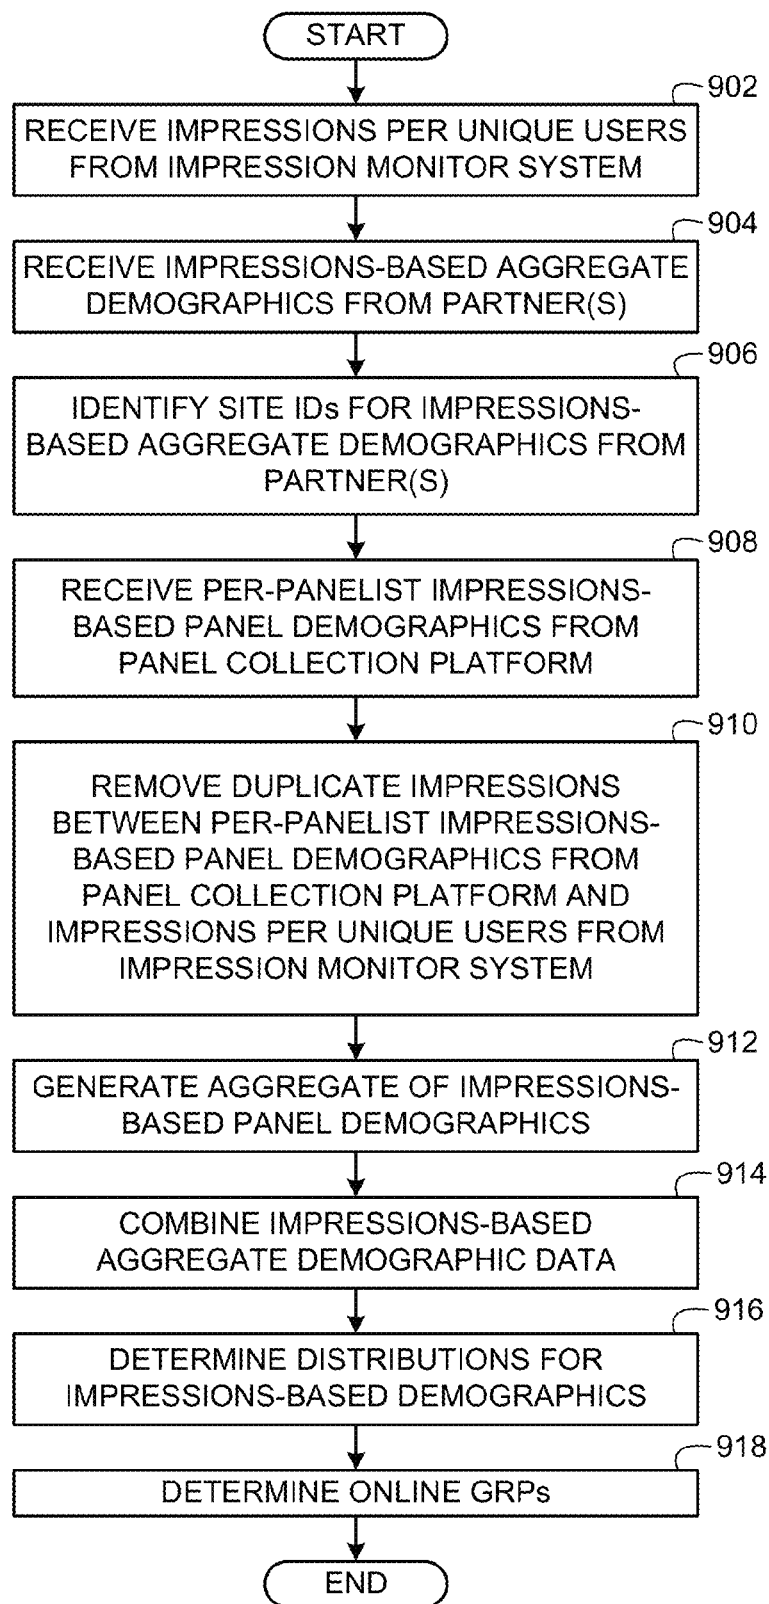 START
902
RECEIVE IMPRESSIONS PER UNIQUE USERS
FROM IMPRESSION MONITOR SYSTEM
904
RECEIVE IMPRESSIONS-BASED AGGREGATE
DEMOGRAPHICS FROM PARTNER(S)
906
IDENTIFY SITE IDs FOR IMPRESSIONS-
BASED AGGREGATE DEMOGRAPHICS FROM
PARTNER(S)
908
RECEIVE PER-PANELIST IMPRESSIONS-
BASED PANEL DEMOGRAPHICS FROM
PANEL COLLECTION PLATFORM
910
REMOVE DUPLICATE IMPRESSIONS
BETWEEN PER-PANELIST IMPRESSIONS-
BASED PANEL DEMOGRAPHICS FROM
PANEL COLLECTION PLATFORM AND
IMPRESSIONS PER UNIQUE USERS FROM
IMPRESSION MONITOR SYSTEM
912
GENERATE AGGREGATE OF IMPRESSIONS-
BASED PANEL DEMOGRAPHICS
914
COMBINE IMPRESSIONS-BASED
AGGREGATE DEMOGRAPHIC DATA
916
DETERMINE DISTRIBUTIONS FOR
IMPRESSIONS-BASED DEMOGRAPHICS
918
DETERMINE ONLINE GRPs
END